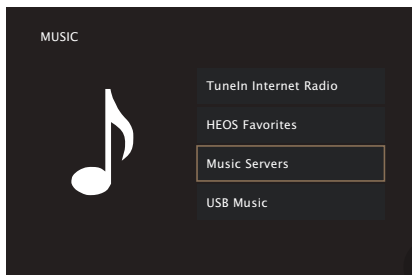 MUSIC
TuneIn Internet Radio
HEOS Favorites
Music Servers
USB Music